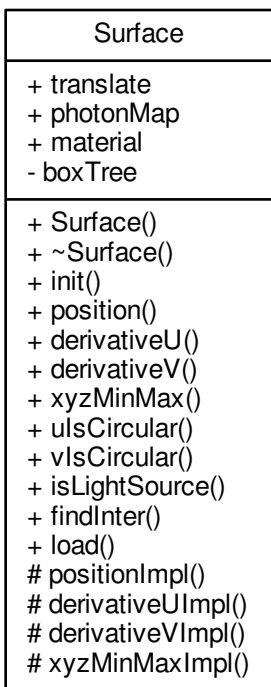 Surface
+ translate
+ photonMap
+ material
- boxTree
+ Surface()
+ ~Surface()
+ init()
+ position()
+ derivativeU()
+ derivativeV()
+ xyzMinMax()
+ uIsCircular()
+ vIsCircular()
+ isLightSource()
+ findInter()
+ load()
# positionImpl()
# derivativeUImpl()
# derivativeVImpl()
# xyzMinMaxImpl()